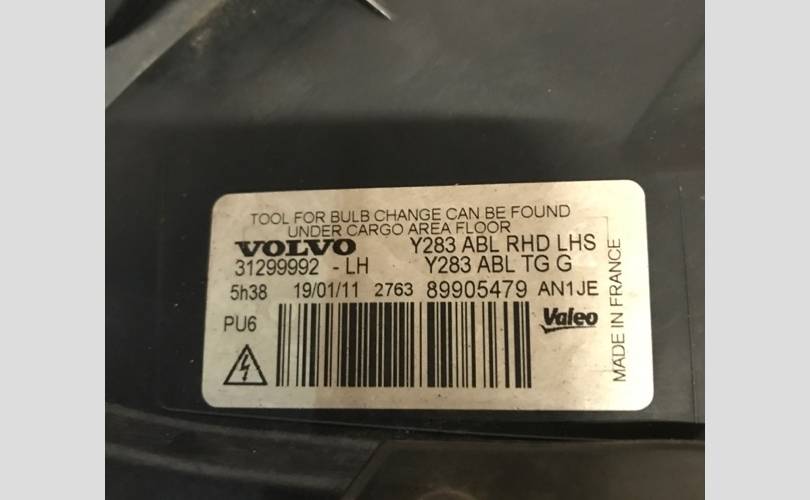 TOOL FOR BULB CHANGE CAN BE FOUND
UNDER CARGO AREA FLOOR
VOLVO Y283 ABL RHD LHS
31299992 - LH Y283 ABL TG G
5h38 19/01/11 2763 89905479 AN1JE
PU6 Valeo
MADE IN FRANCE